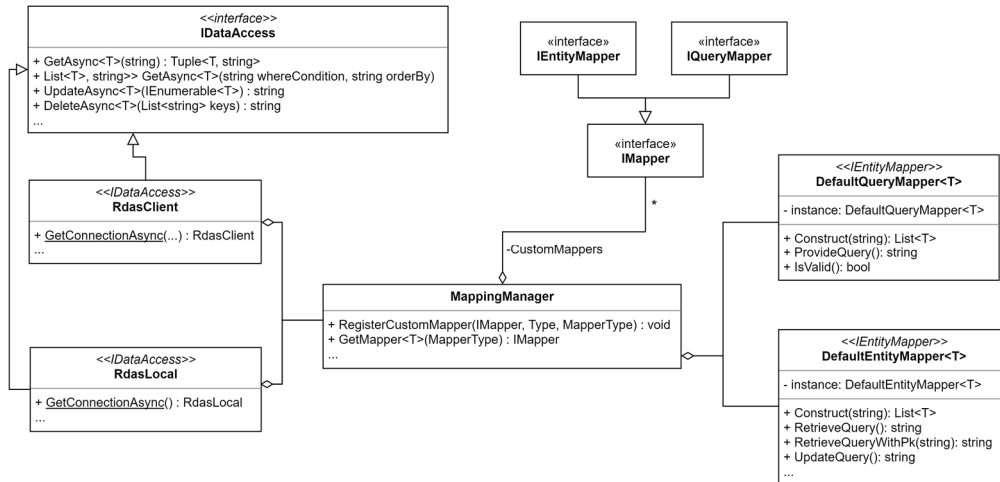 <<interface>>
IDataAccess
+ GetAsync<T>(string) : Tuple<T, string>
+ List<T>, string>> GetAsync<T>(string whereCondition, string orderBy)
+ UpdateAsync<T>(IEnumerable<T>) : string
+ DeleteAsync<T>(List<string> keys) : string
...
«interface»
IEntityMapper
«interface»
IQueryMapper
«interface»
IMapper
*
-CustomMappers
<<IDataAccess>>
RdasClient
+ GetConnectionAsync(...) : RdasClient
...
<<IEntityMapper>>
DefaultQueryMapper<T>
- instance: DefaultQueryMapper<T>
+ Construct(string): List<T>
+ ProvideQuery(): string
+ IsValid(): bool
MappingManager
+ RegisterCustomMapper(IMapper, Type, MapperType) : void
+ GetMapper<T>(MapperType) : IMapper
...
<<IDataAccess>>
RdasLocal
+ GetConnectionAsync() : RdasLocal
...
<<IEntityMapper>>
DefaultEntityMapper<T>
- instance: DefaultEntityMapper<T>
+ Construct(string): List<T>
+ RetrieveQuery(): string
+ RetrieveQueryWithPk(string): string
+ UpdateQuery(): string
...